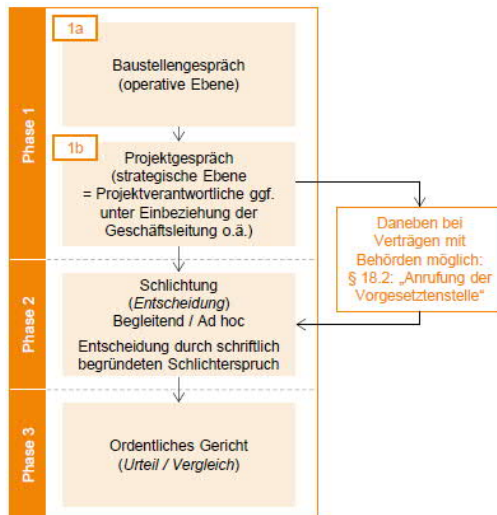 Phase 1
1a
Baustellengespräch
(operative Ebene)
1b
Projektgespräch
(strategische Ebene
= Projektverantwortliche ggf.
unter Einbeziehung der
Geschäftsleitung o.ä.)
Daneben bei
Verträgen mit
Behörden möglich:
§ 18.2: „Anrufung der
Vorgesetztenstelle“
Phase 2
Schlichtung
(Entscheidung)
Begleitend / Ad hoc
Entscheidung durch schriftlich
begründeten Schlichterspruch
Phase 3
Ordentliches Gericht
(Urteil / Vergleich)